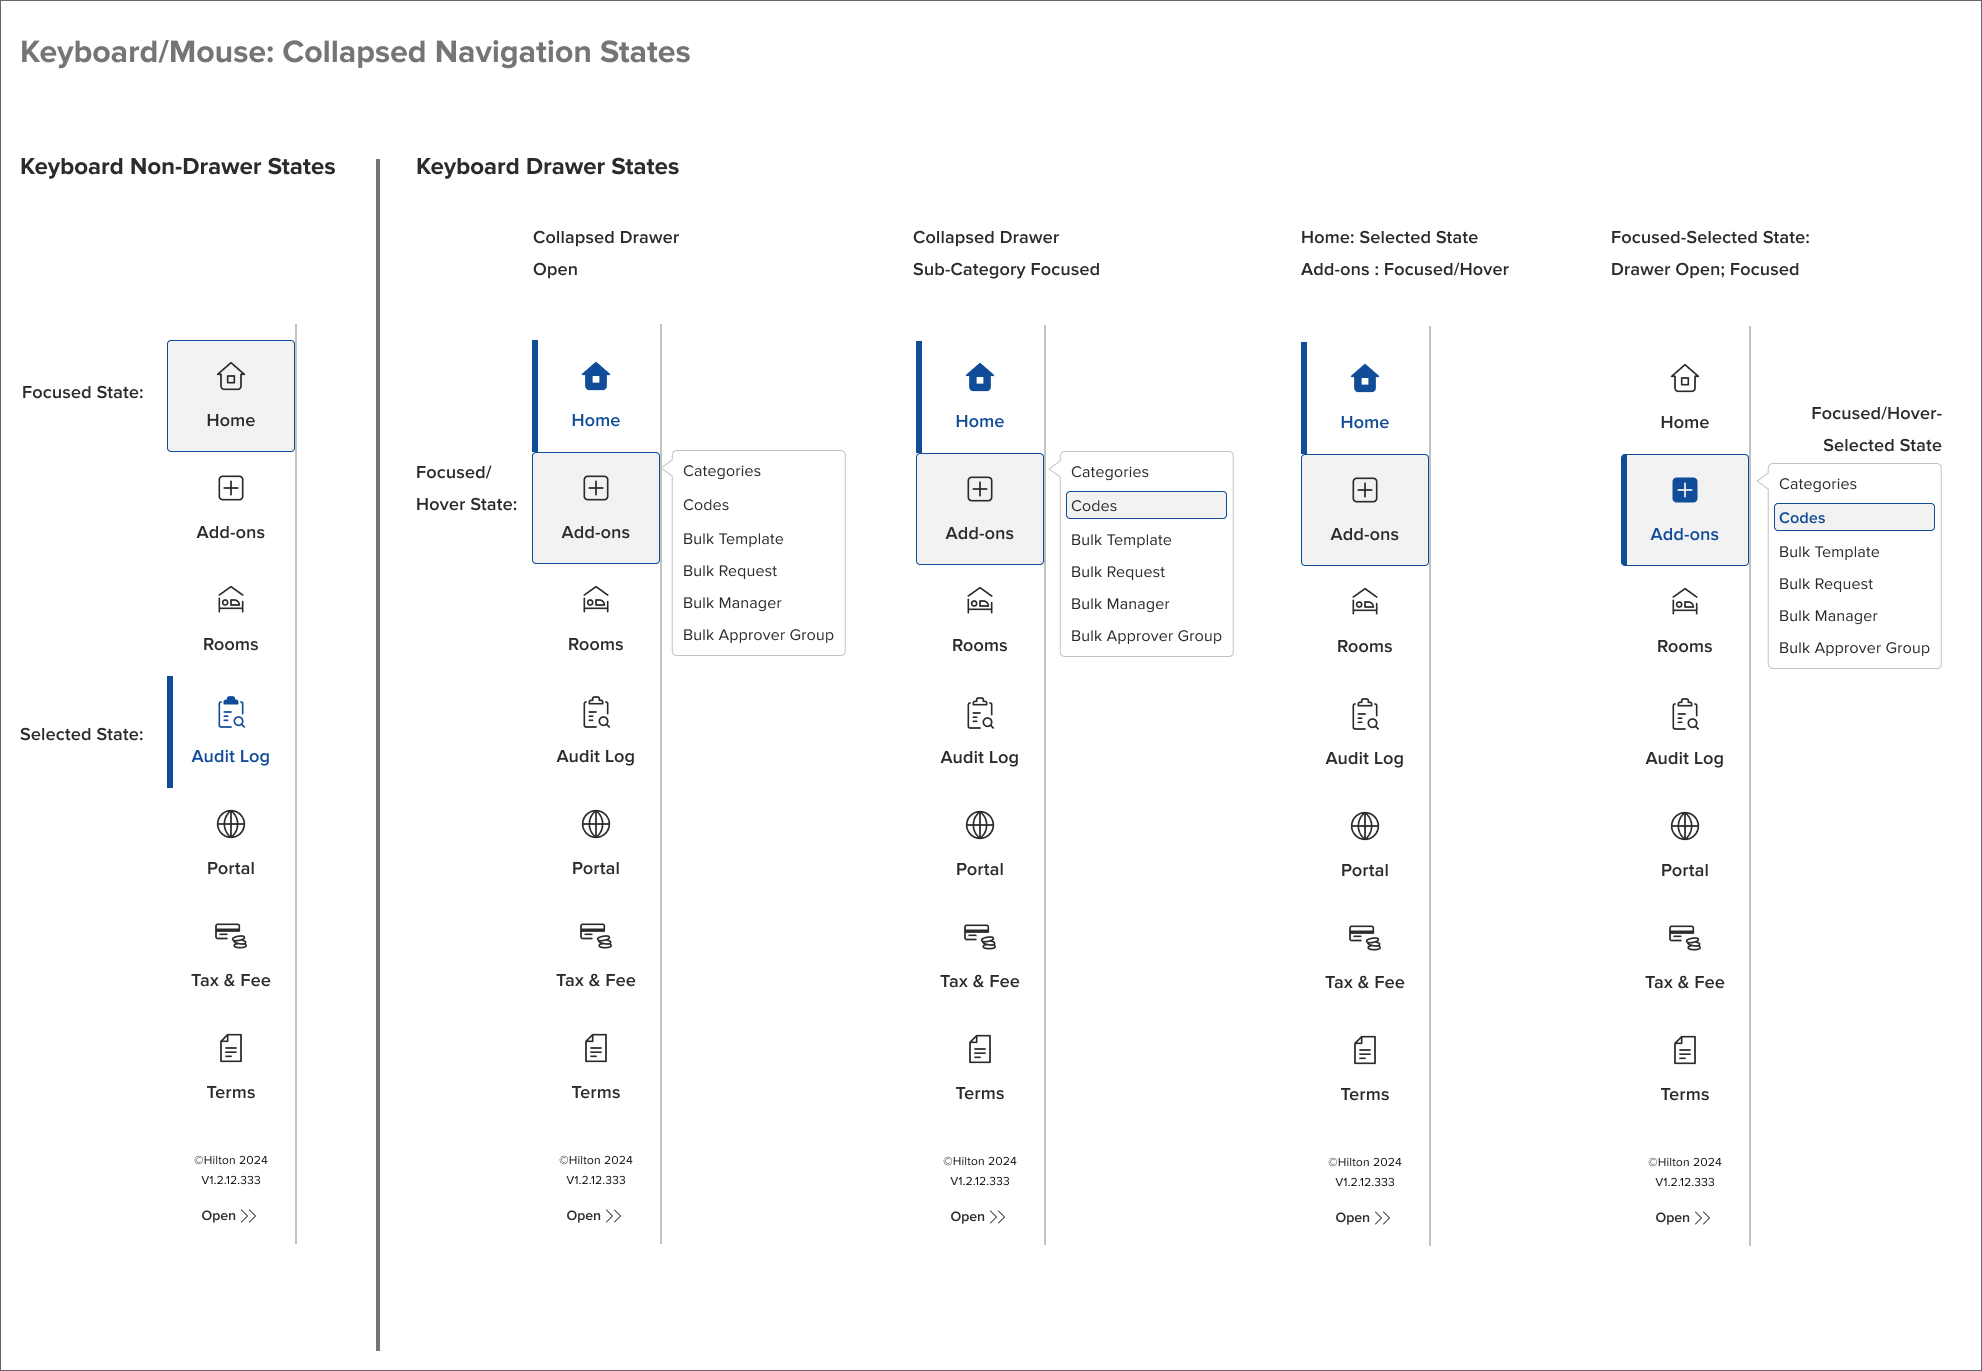 Keyboard/Mouse: Collapsed Navigation States
Keyboard Non-Drawer States
Focused State:
Home
Add-ons
Rooms
Selected State:
Audit Log
Portal
Tax & Fee
Terms
©Hilton 2024
V1.2.12.333
Open
Keyboard Drawer States
Collapsed Drawer
Open
Focused/
Hover State:
Home
Add-ons
Rooms
Audit Log
Portal
Tax & Fee
Terms
©Hilton 2024
V1.2.12.333
Open
Categories
Codes
Bulk Template
Bulk Request
Bulk Manager
Bulk Approver Group
Collapsed Drawer
Sub-Category Focused
Home
Add-ons
Rooms
Audit Log
Portal
Tax & Fee
Terms
©Hilton 2024
V1.2.12.333
Open
Categories
Codes
Bulk Template
Bulk Request
Bulk Manager
Bulk Approver Group
Home: Selected State
Add-ons : Focused/Hover
Home
Add-ons
Rooms
Audit Log
Portal
Tax & Fee
Terms
©Hilton 2024
V1.2.12.333
Open
Focused-Selected State:
Drawer Open; Focused
Home
Add-ons
Rooms
Audit Log
Portal
Tax & Fee
Terms
©Hilton 2024
V1.2.12.333
Open
Focused/Hover-
Selected State
Categories
Codes
Bulk Template
Bulk Request
Bulk Manager
Bulk Approver Group